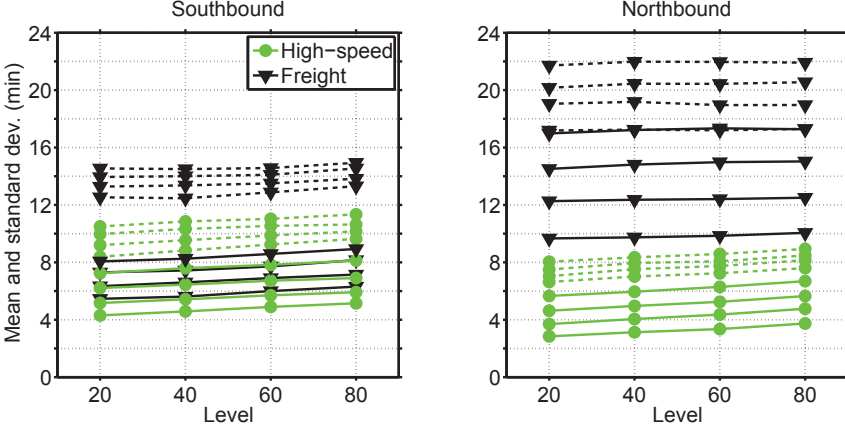 Southbound
Northbound
Mean and standard dev. (min)
24
20
16
12
8
4
0
High-speed
Freight
20 40 60 80
Level
24
20
16
12
8
4
0
20 40 60 80
Level